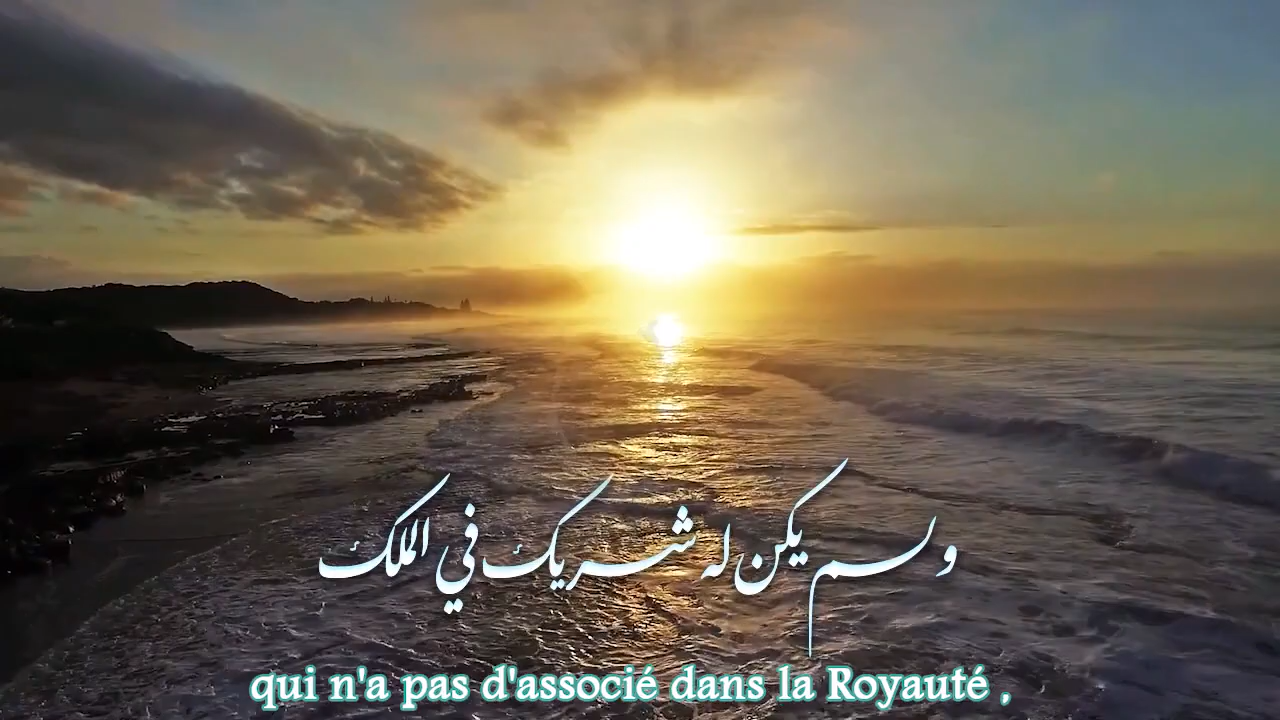 ولم يكن له شريك في الملك
qui n'a pas d'associé dans la Royauté ,